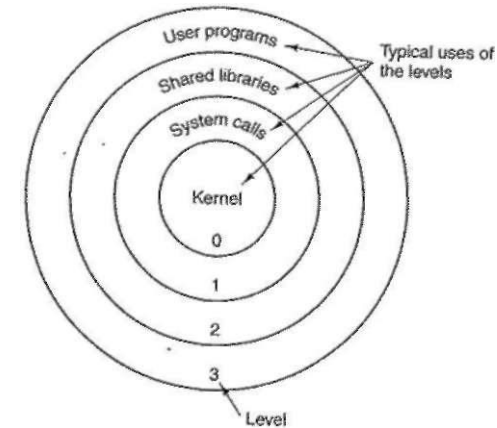 User programs
Typical uses of
the levels
Shared libraries
System calls
Kernel
0
1
2
3
Level